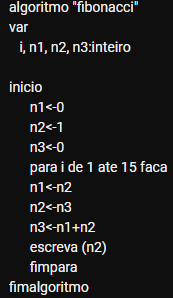 algoritmo "fibonacci"
var
i, n1, n2, n3:inteiro
inicio
n1<-0
n2<-1
n3<-0
para i de 1 ate 15 faca
n1<-n2
n2<-n3
n3<-n1+n2
escreva (n2)
fimpara
fimalgoritmo